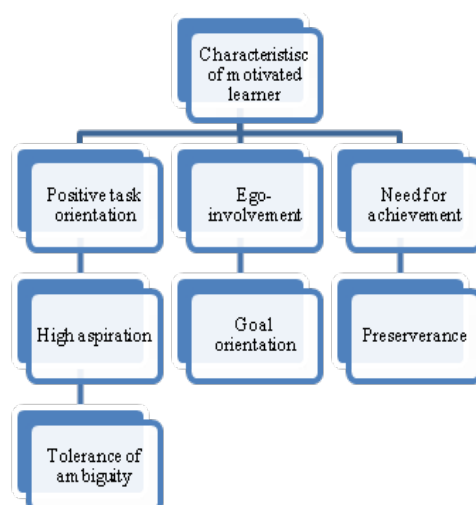 Characteristisc
of motivated
learner
Positive task
orientation
Ego-
involvement
Need for
achievement
High aspiration
Goal
orientation
Preserverance
Tolerance of
ambiguity